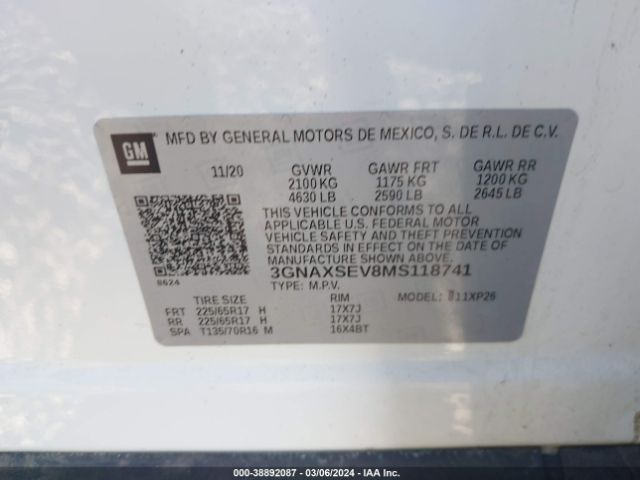 GM
MFD BY GENERAL MOTORS DE MEXICO, S. DE R.L. DE C.V.
11/20 GVWR GAWR FRT GAWR RR
2100 KG 1175 KG 1200 KG
4630 LB 2590 LB 2645 LB
THIS VEHICLE CONFORMS TO ALL
APPLICABLE U.S. FEDERAL MOTOR
VEHICLE SAFETY AND THEFT PREVENTION
STANDARDS IN EFFECT ON THE DATE OF
MANUFACTURE SHOWN ABOVE.
3GNAXSEV8MS118741
8624
TYPE: M.P.V. MODEL: 811XP26
TIRE SIZE RIM
FRT 225/65R17 H 17X7J
RR 225/65R17 H 17X7J
SPA T135/70R16 M 16X4BT
000-38892087 - 03/06/2024 - IAA Inc.